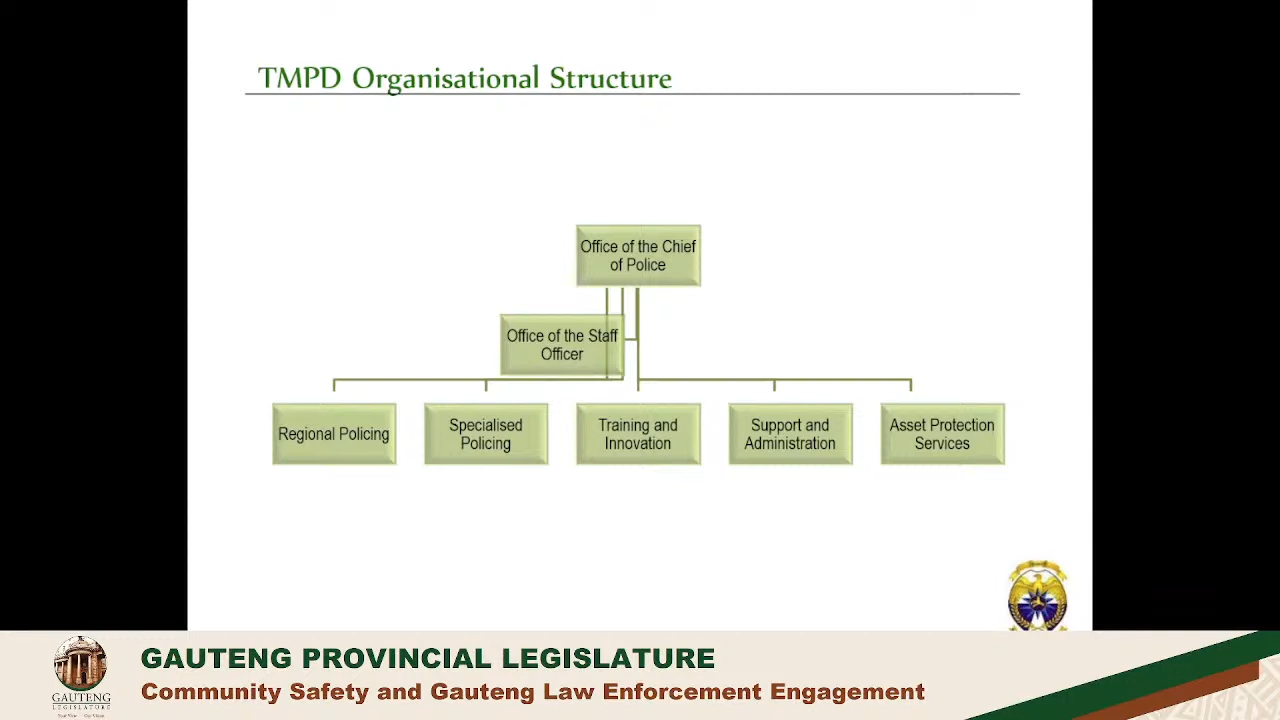 TMPD Organisational Structure
Office of the Chief
of Police
Office of the Staff
Officer
Regional Policing
Specialised
Policing
Training and
Innovation
Support and
Administration
Asset Protection
Services
GAUTENG PROVINCIAL LEGISLATURE
Community Safety and Gauteng Law Enforcement Engagement
GAUTENG
LEGISLATURE